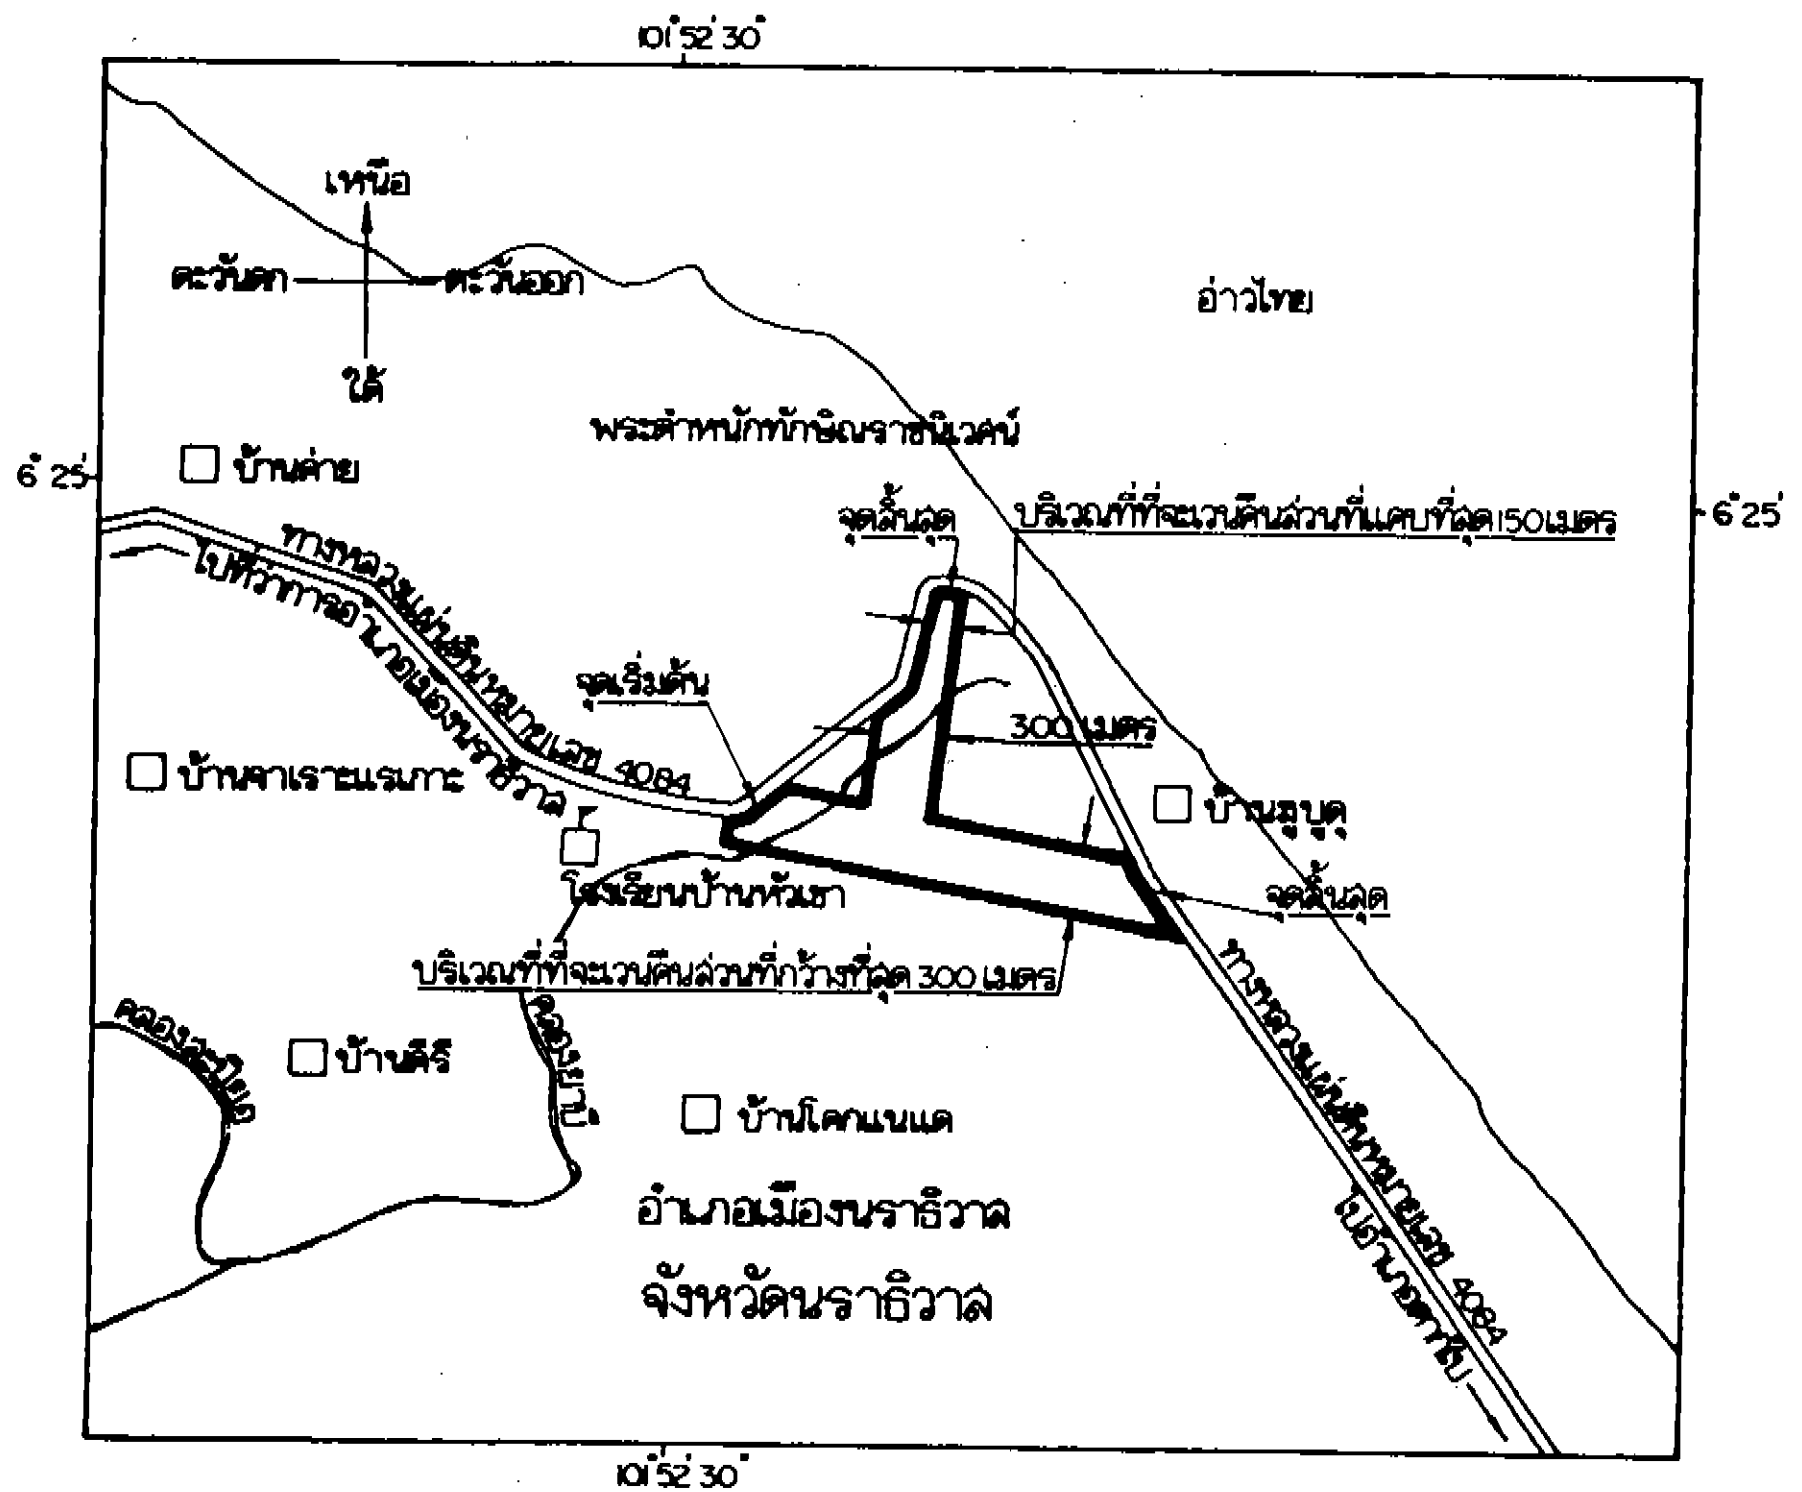 101°52'30"
เหนือ
ตะวันตก
ตะวันออก
ใต้
อ่าวไทย
พระตำหนักทักษิณราชนิเวศน์
6°25'
บ้านค่าย
จุดสิ้นสุด
บริเวณที่ที่จะเวนคืนส่วนที่แคบที่สุด 150 เมตร
6°25'
ทางหลวงแผ่นดินหมายเลข 4084
ไปที่ว่าการอำเภอเมืองนราธิวาส
จุดเริ่มต้น
300 เมตร
บ้านจาเราะแรเกาะ
บ้านฮูบูดู
โรงเรียนบ้านหัวเขา
จุดสิ้นสุด
บริเวณที่ที่จะเวนคืนส่วนที่กว้างที่สุด 300 เมตร
คลองยาบี
บ้านคิรี
บ้านโคกแนแด
ทางหลวงแผ่นดินหมายเลข 4084
ไปอำเภอตากใบ
อำเภอเมืองนราธิวาส
จังหวัดนราธิวาส
101°52'30"